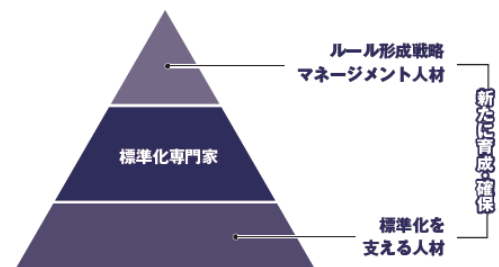 ルール形成戦略
マネージメント人材
標準化専門家
新たに育成・確保
標準化を
支える人材